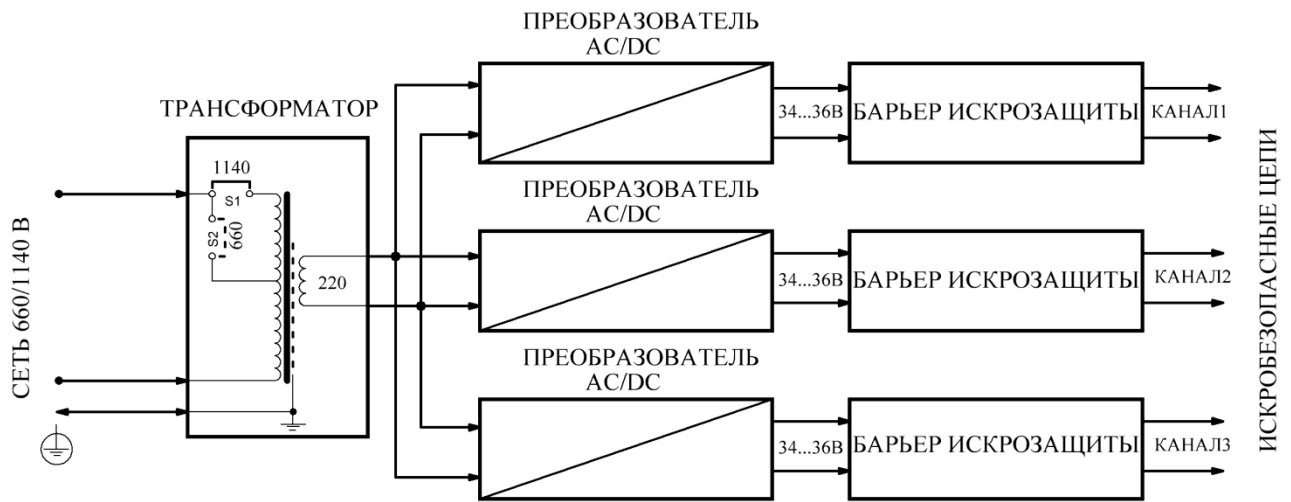 СЕТЬ 660/1140 В
ТРАНСФОРМАТОР
1140
S1
S2
660
220
ПРЕОБРАЗОВАТЕЛЬ
AC/DC
34...36В
БАРЬЕР ИСКРОЗАЩИТЫ
КАНАЛ1
ПРЕОБРАЗОВАТЕЛЬ
AC/DC
34...36В
БАРЬЕР ИСКРОЗАЩИТЫ
КАНАЛ2
ПРЕОБРАЗОВАТЕЛЬ
AC/DC
34...36В
БАРЬЕР ИСКРОЗАЩИТЫ
КАНАЛ3
ИСКРОБЕЗОПАСНЫЕ ЦЕПИ